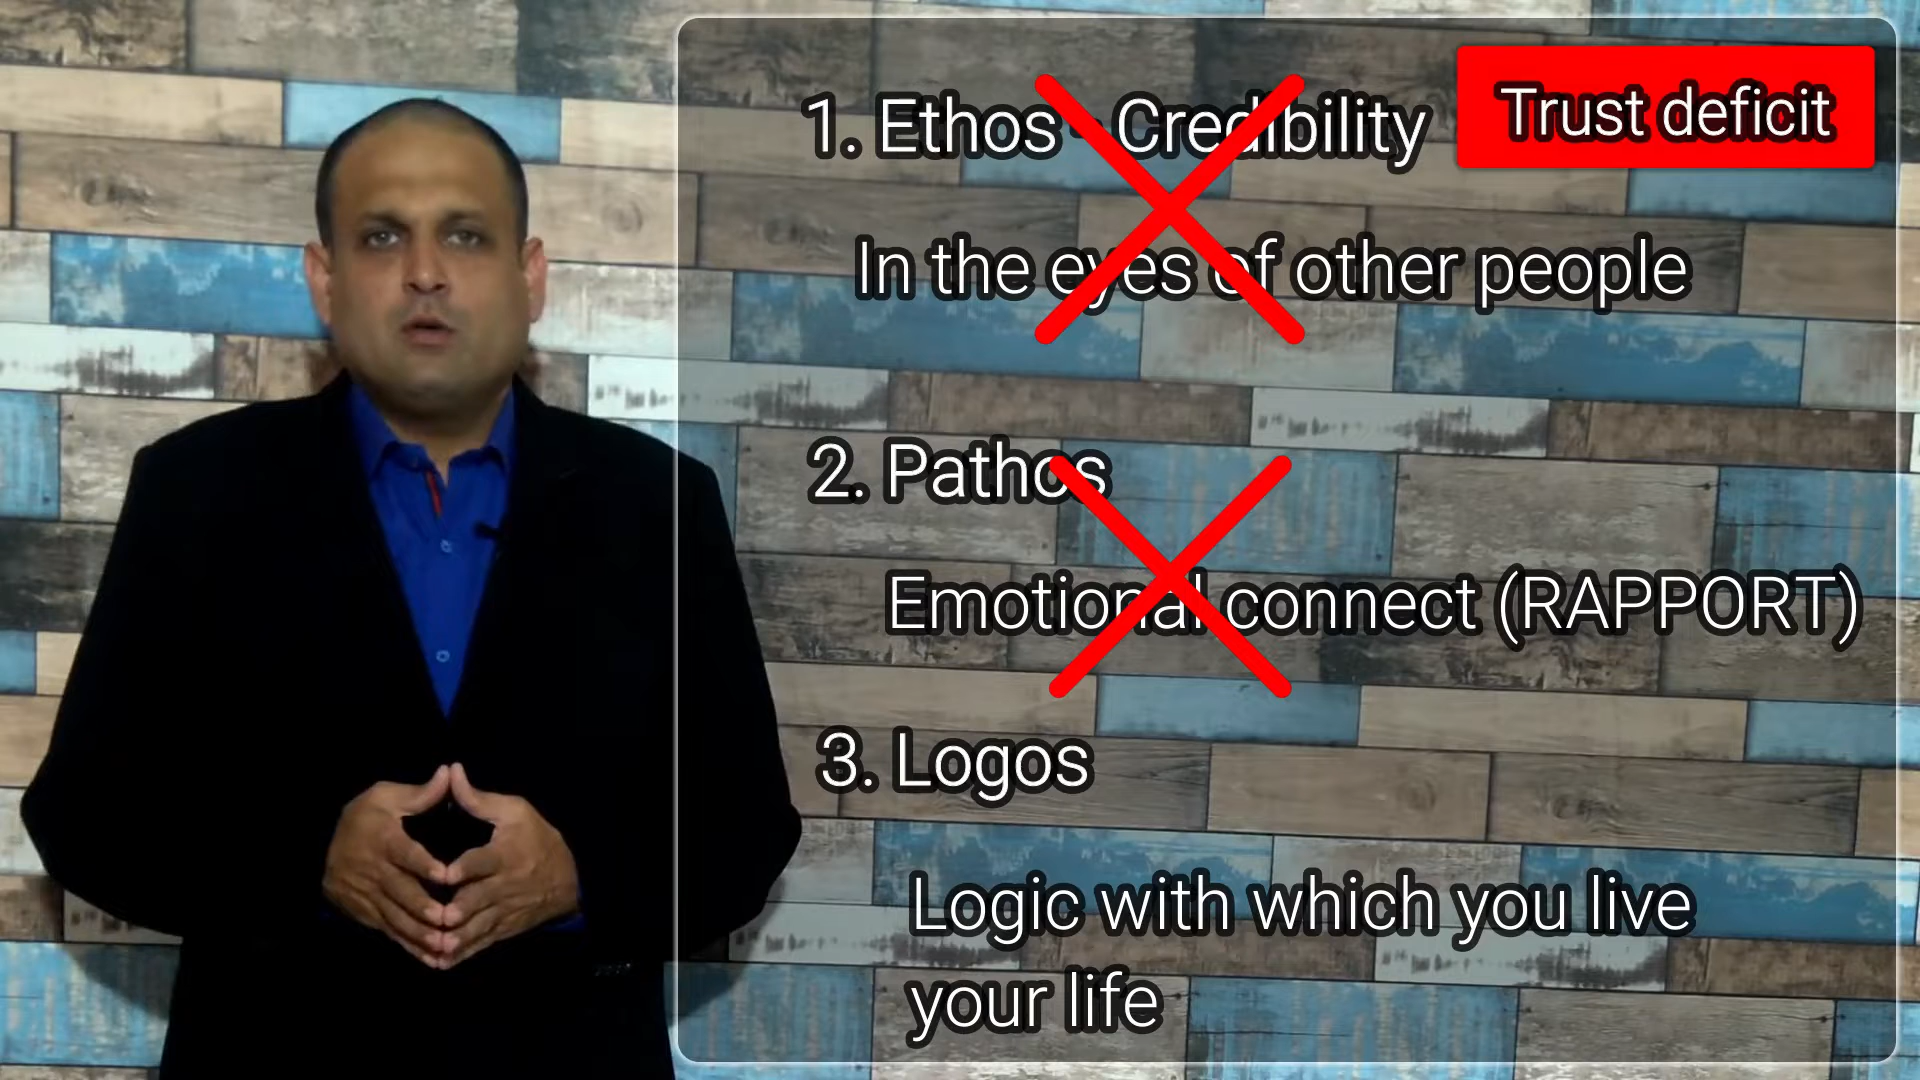 1. Ethos - Credibility
Trust deficit
In the eyes of other people
2. Pathos
Emotional connect (RAPPORT)
3. Logos
Logic with which you live
your life